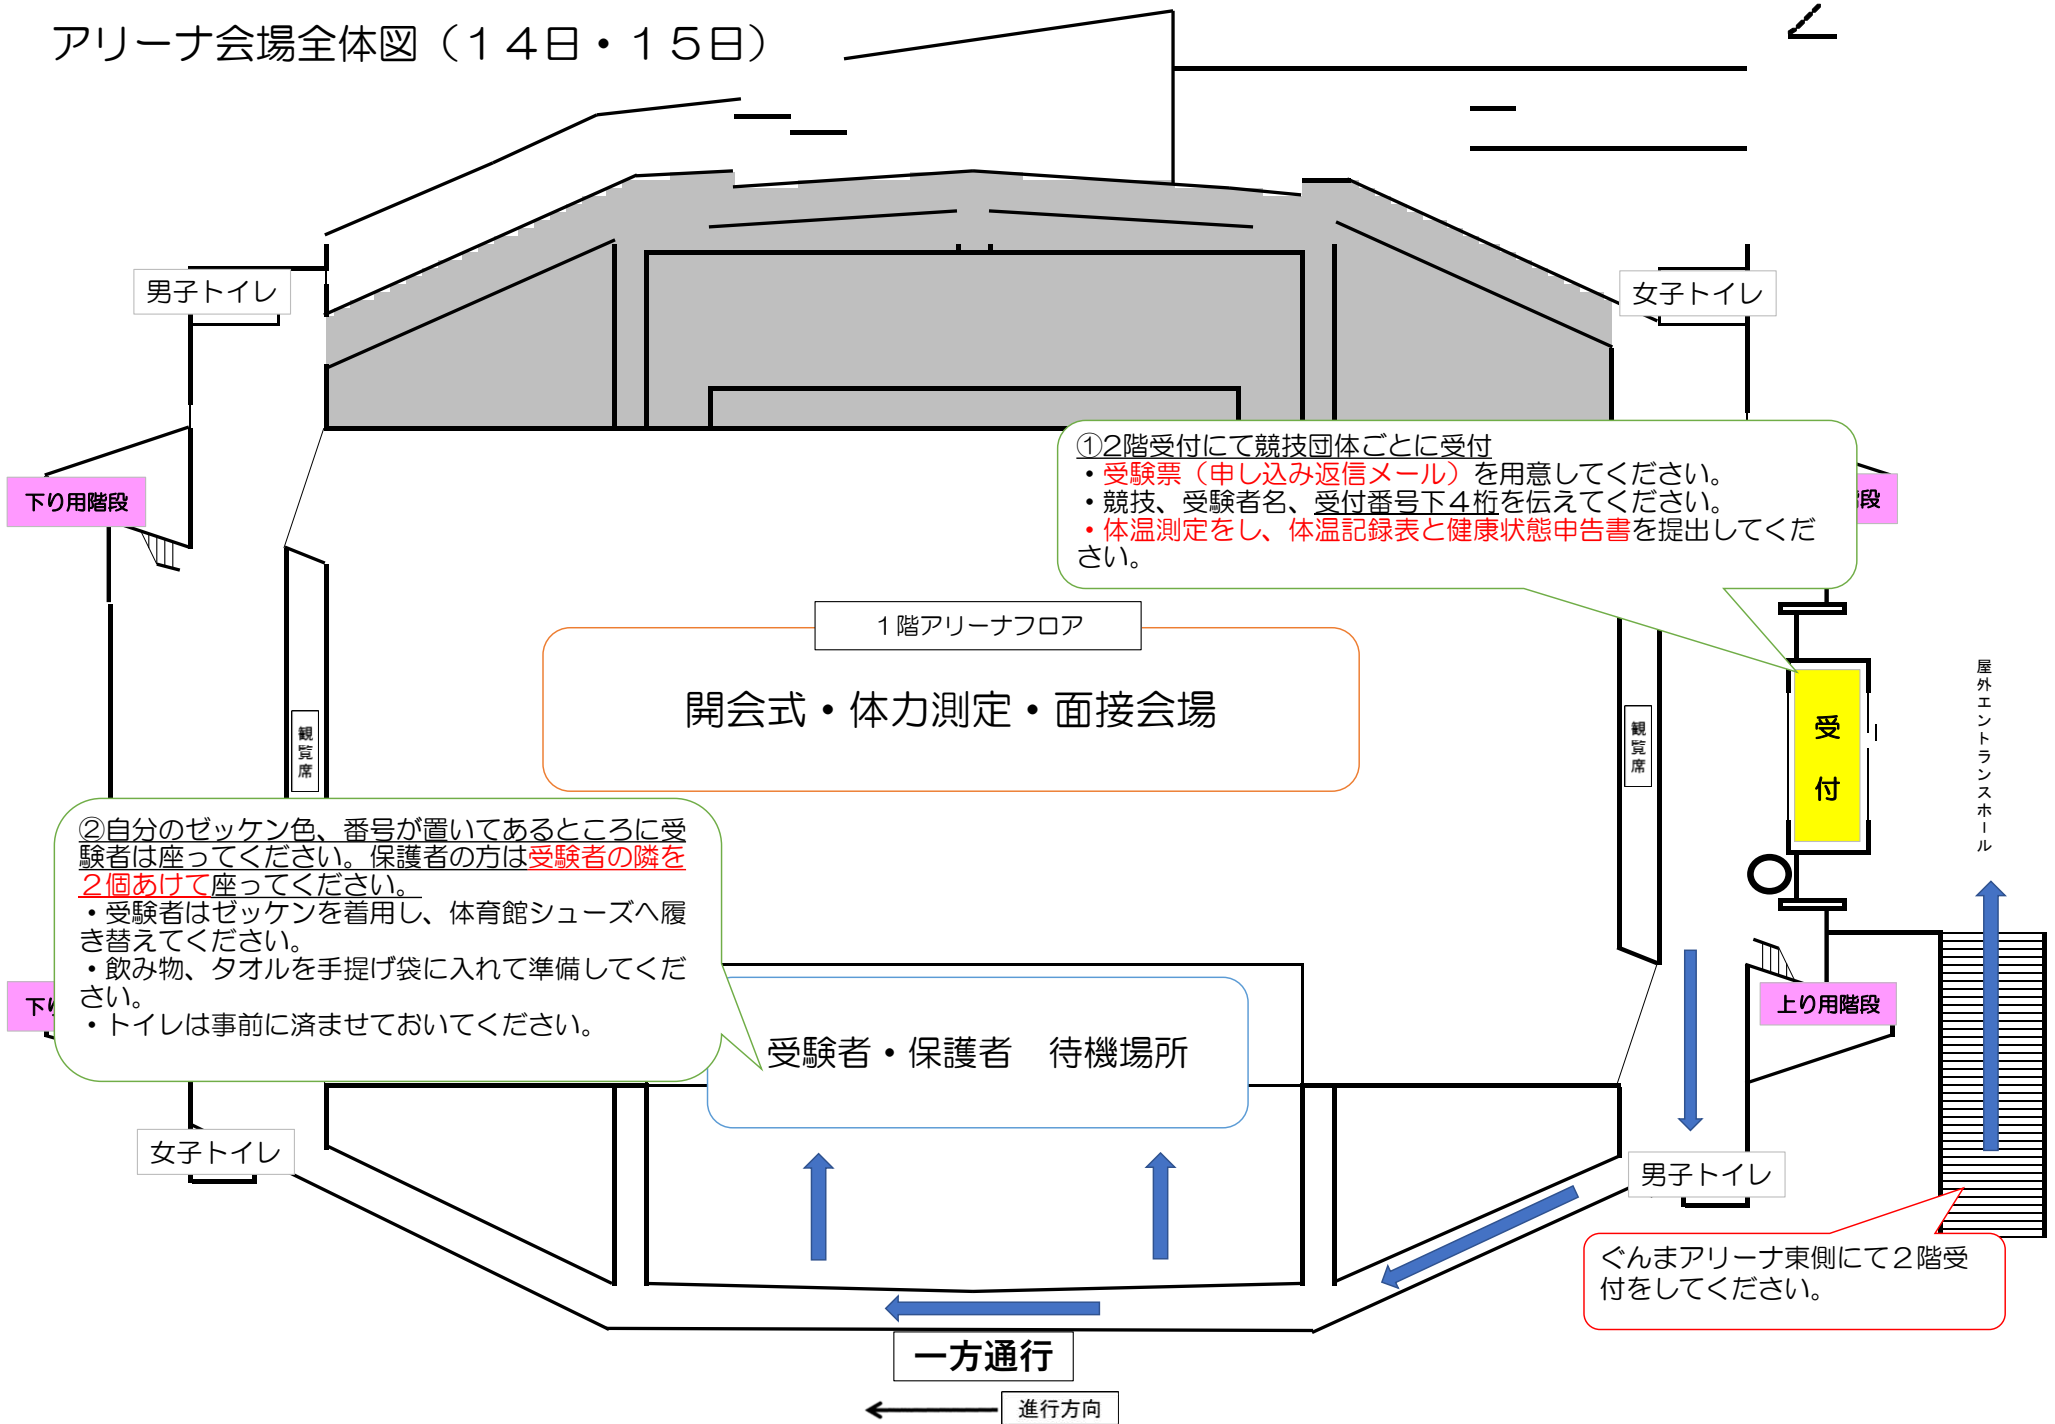 アリーナ会場全体図（１４日・１５日）
男子トイレ
女子トイレ
①2階受付にて競技団体ごとに受付
・受験票（申し込み返信メール）を用意してください。
・競技、受験者名、受付番号下４桁を伝えてください。
・体温測定をし、体温記録表と健康状態申告書を提出してくだ
さい。
下り用階段
段
１階アリーナフロア
開会式・体力測定・面接会場
観覧席
観覧席
受付
屋外エントランスホール
②自分のゼッケン色、番号が置いてあるところに受
験者は座ってください。保護者の方は受験者の隣を
２個あけて座ってください。
・受験者はゼッケンを着用し、体育館シューズへ履
き替えてください。
・飲み物、タオルを手提げ袋に入れて準備してくだ
さい。
・トイレは事前に済ませておいてください。
下り
上り用階段
受験者・保護者　待機場所
女子トイレ
男子トイレ
ぐんまアリーナ東側にて２階受
付をしてください。
一方通行
進行方向